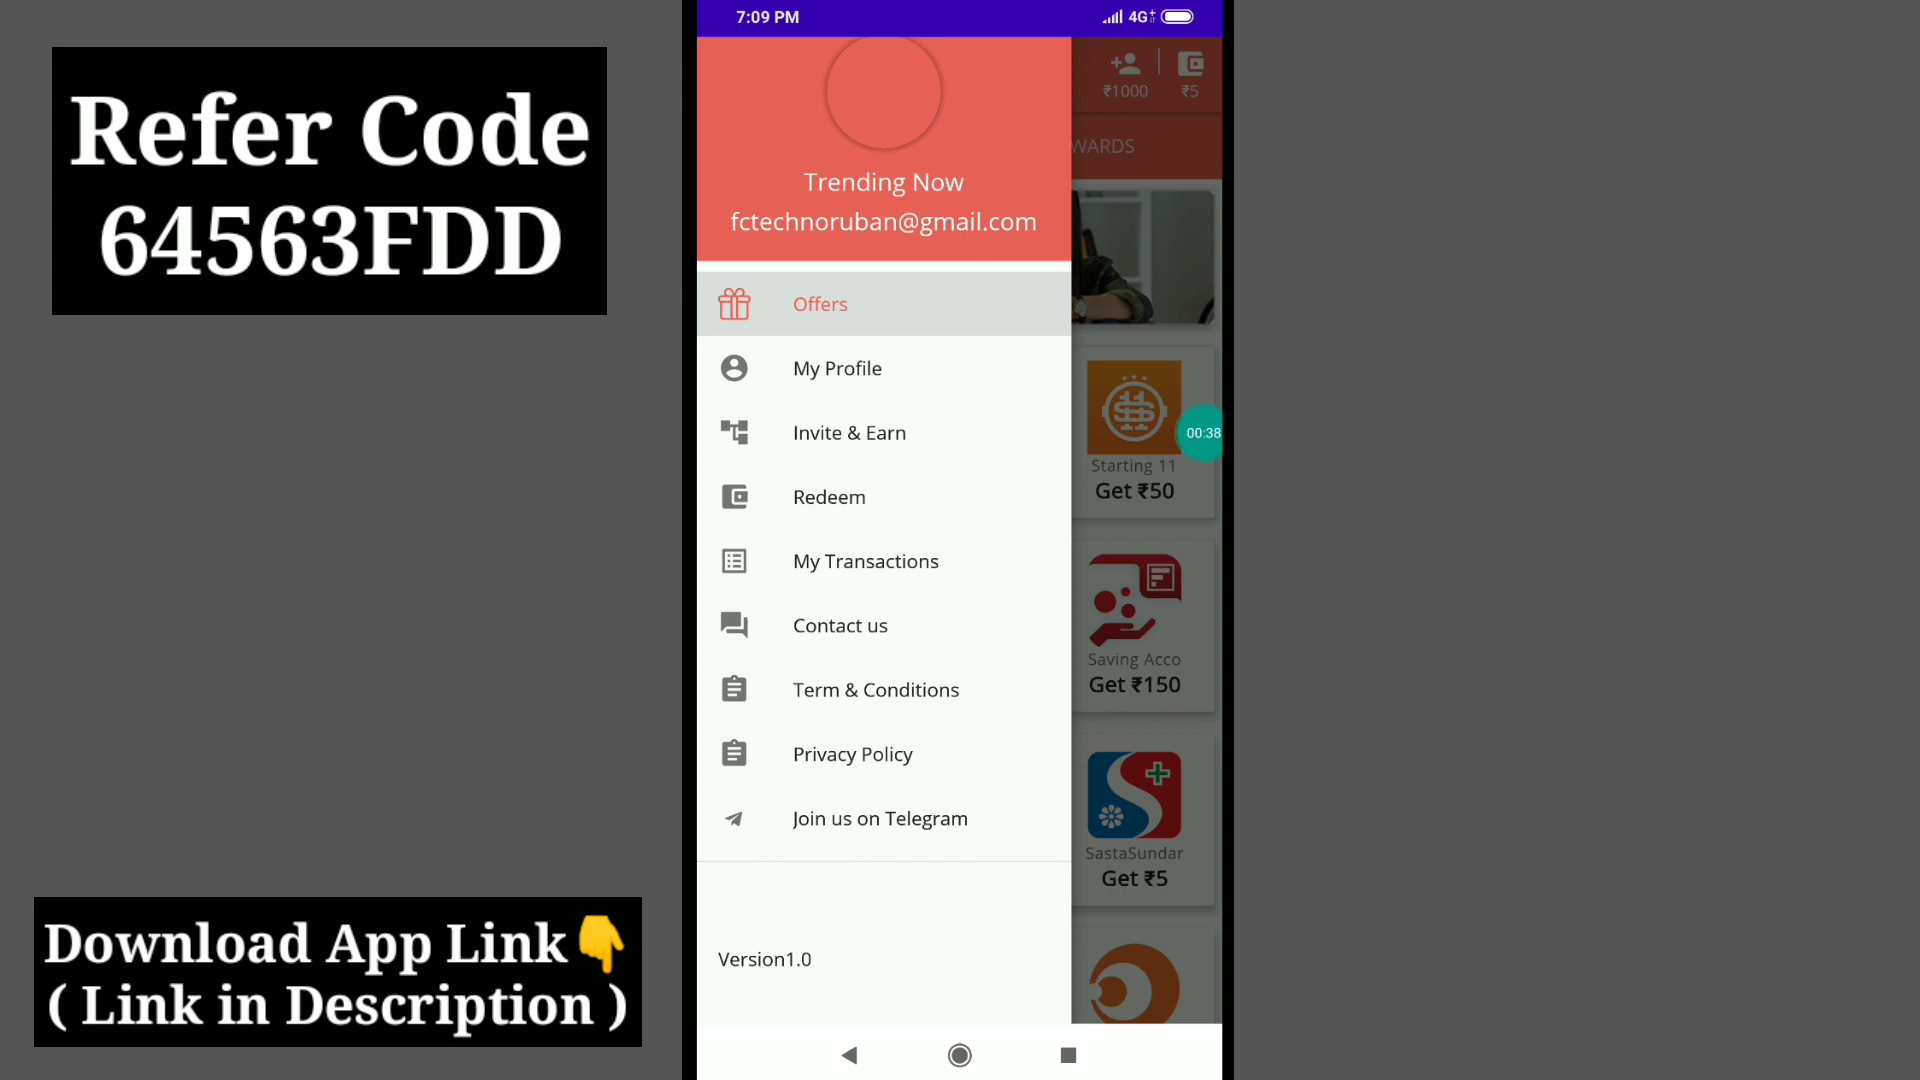 Refer Code
64563FDD
Download App Link👇
( Link in Description )
7:09 PM
4G+
₹1000
₹5
WARDS
Trending Now
fctechnoruban@gmail.com
Offers
My Profile
Invite & Earn
Redeem
My Transactions
Contact us
Term & Conditions
Privacy Policy
Join us on Telegram
Version1.0
00:38
Starting 11
Get ₹50
Saving Acco
Get ₹150
SastaSundar
Get ₹5